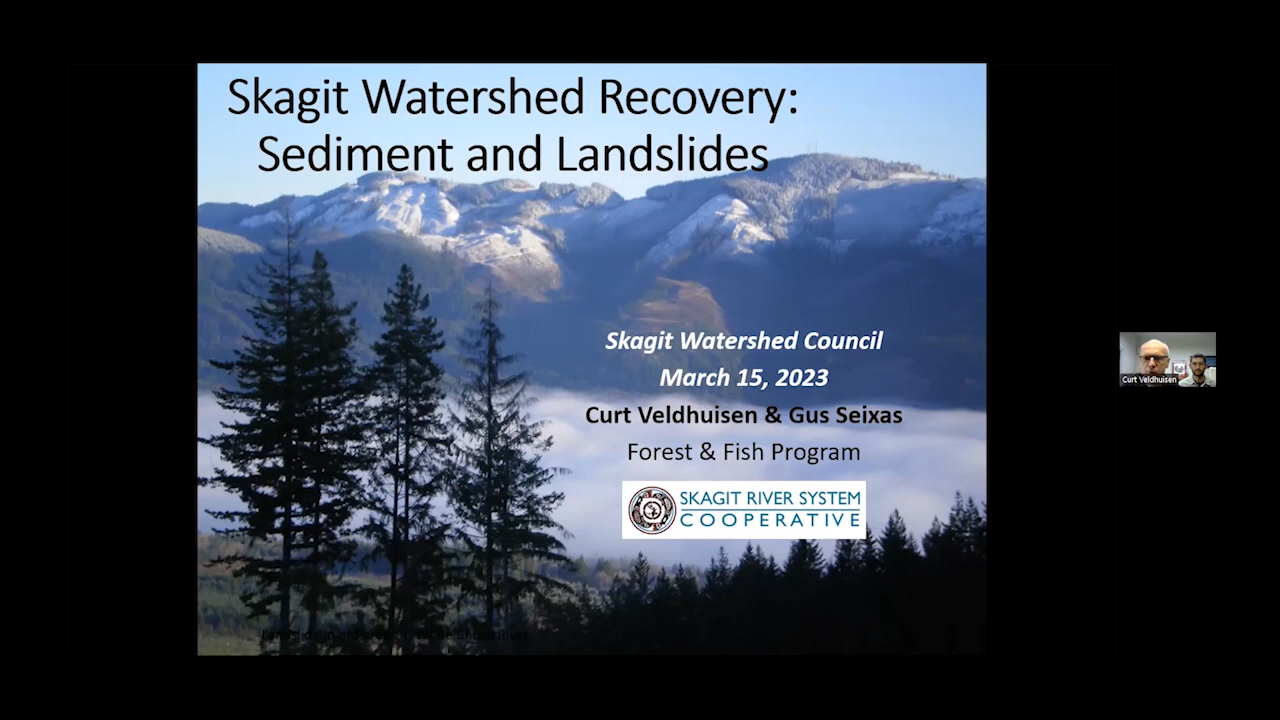 Skagit Watershed Recovery:
Sediment and Landslides
Skagit Watershed Council
March 15, 2023
Curt Veldhuisen & Gus Seixas
Forest & Fish Program
SKAGIT RIVER SYSTEM
COOPERATIVE
Curt Veldhuisen